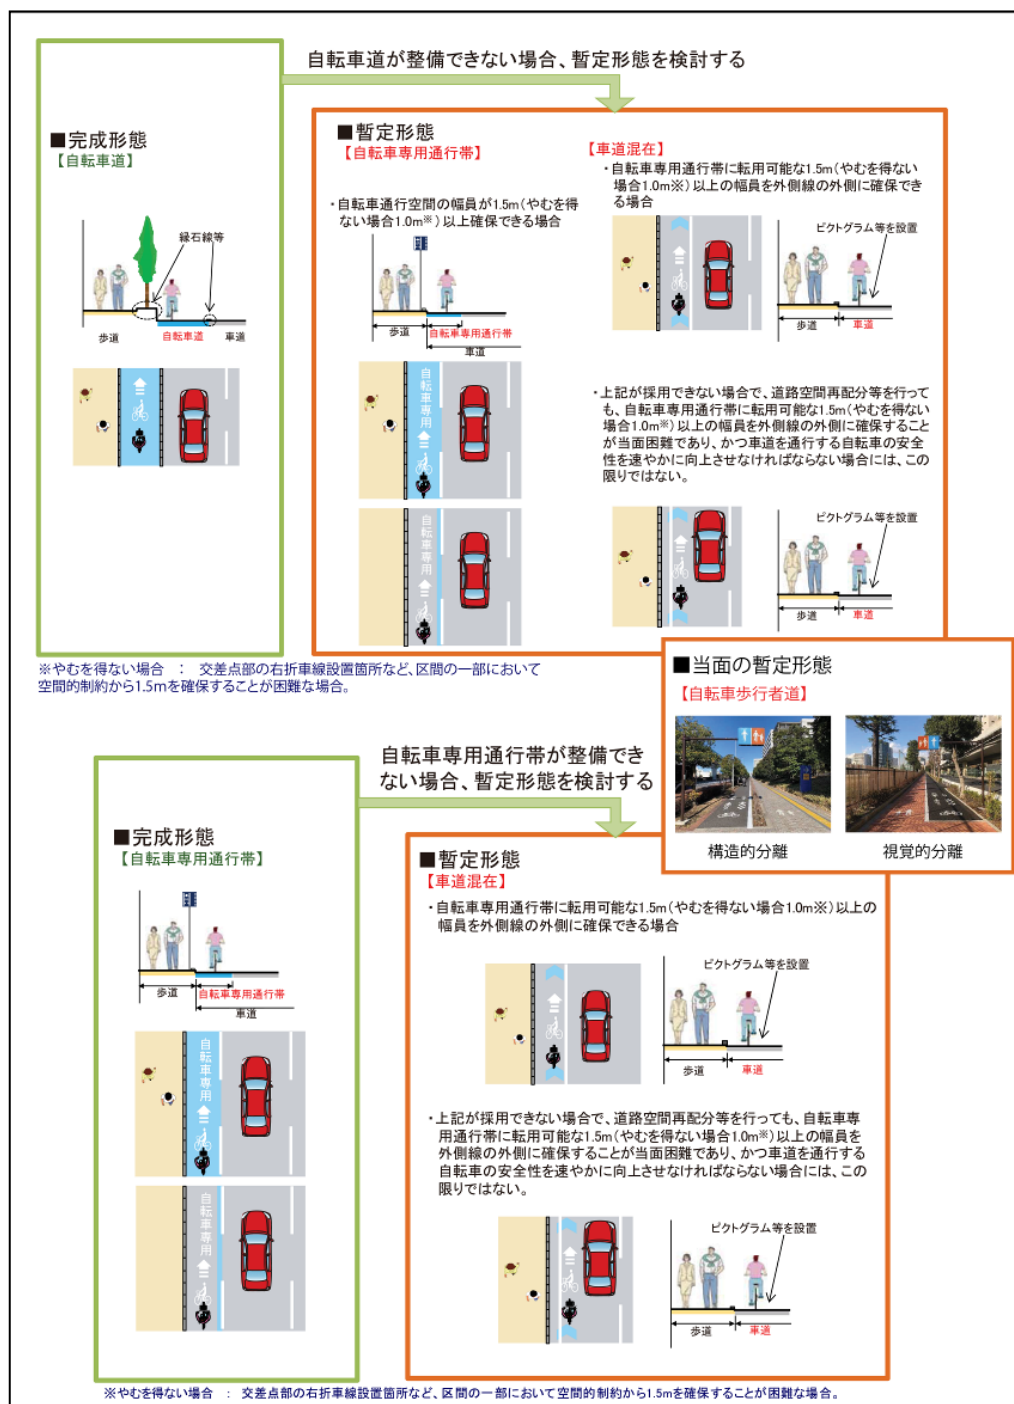 自転車道が整備できない場合、暫定形態を検討する
■完成形態
【自転車道】
縁石線等
歩道
自転車道
車道
■暫定形態
【自転車専用通行帯】
・自転車通行空間の幅員が1.5m(やむを得
ない場合1.0m※)以上確保できる場合
歩道
自転車専用通行帯
車道
自転車専用
自転車専用
【車道混在】
・自転車専用通行帯に転用可能な1.5m(やむを得ない
場合1.0m※)以上の幅員を外側線の外側に確保でき
る場合
ピクトグラム等を設置
歩道
車道
・上記が採用できない場合で、道路空間再配分等を行って
も、自転車専用通行帯に転用可能な1.5m(やむを得ない
場合1.0m※)以上の幅員を外側線の外側に確保すること
が当面困難であり、かつ車道を通行する自転車の安全
性を速やかに向上させなければならない場合には、この
限りではない。
ピクトグラム等を設置
歩道
車道
※やむを得ない場合 : 交差点部の右折車線設置箇所など、区間の一部において
空間的制約から1.5mを確保することが困難な場合。
■当面の暫定形態
【自転車歩行者道】
構造的分離
視覚的分離
自転車専用通行帯が整備でき
ない場合、暫定形態を検討する
■完成形態
【自転車専用通行帯】
歩道
自転車専用通行帯
車道
自転車専用
自転車専用
■暫定形態
【車道混在】
・自転車専用通行帯に転用可能な1.5m(やむを得ない場合1.0m※)以上の
幅員を外側線の外側に確保できる場合
ピクトグラム等を設置
歩道
車道
・上記が採用できない場合で、道路空間再配分等を行っても、自転車専
用通行帯に転用可能な1.5m(やむを得ない場合1.0m※)以上の幅員を
外側線の外側に確保することが当面困難であり、かつ車道を通行する
自転車の安全性を速やかに向上させなければならない場合には、この
限りではない。
ピクトグラム等を設置
歩道
車道
※やむを得ない場合 : 交差点部の右折車線設置箇所など、区間の一部において空間的制約から1.5mを確保することが困難な場合。